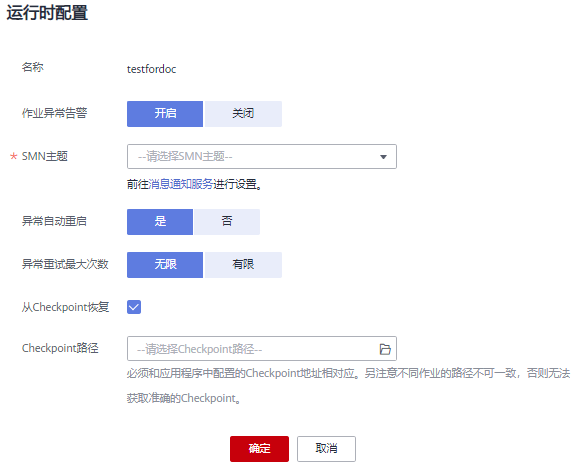 运行时配置
名称 testfordoc
作业异常告警 开启 关闭
* SMN主题 --请选择SMN主题--
前往消息通知服务进行设置。
异常自动重启 是 否
异常重试最大次数 无限 有限
从Checkpoint恢复
Checkpoint路径 --请选择Checkpoint路径--
必须和应用程序中配置的Checkpoint地址相对应。另注意不同作业的路径不可一致，否则无法
获取准确的Checkpoint。
确定 取消